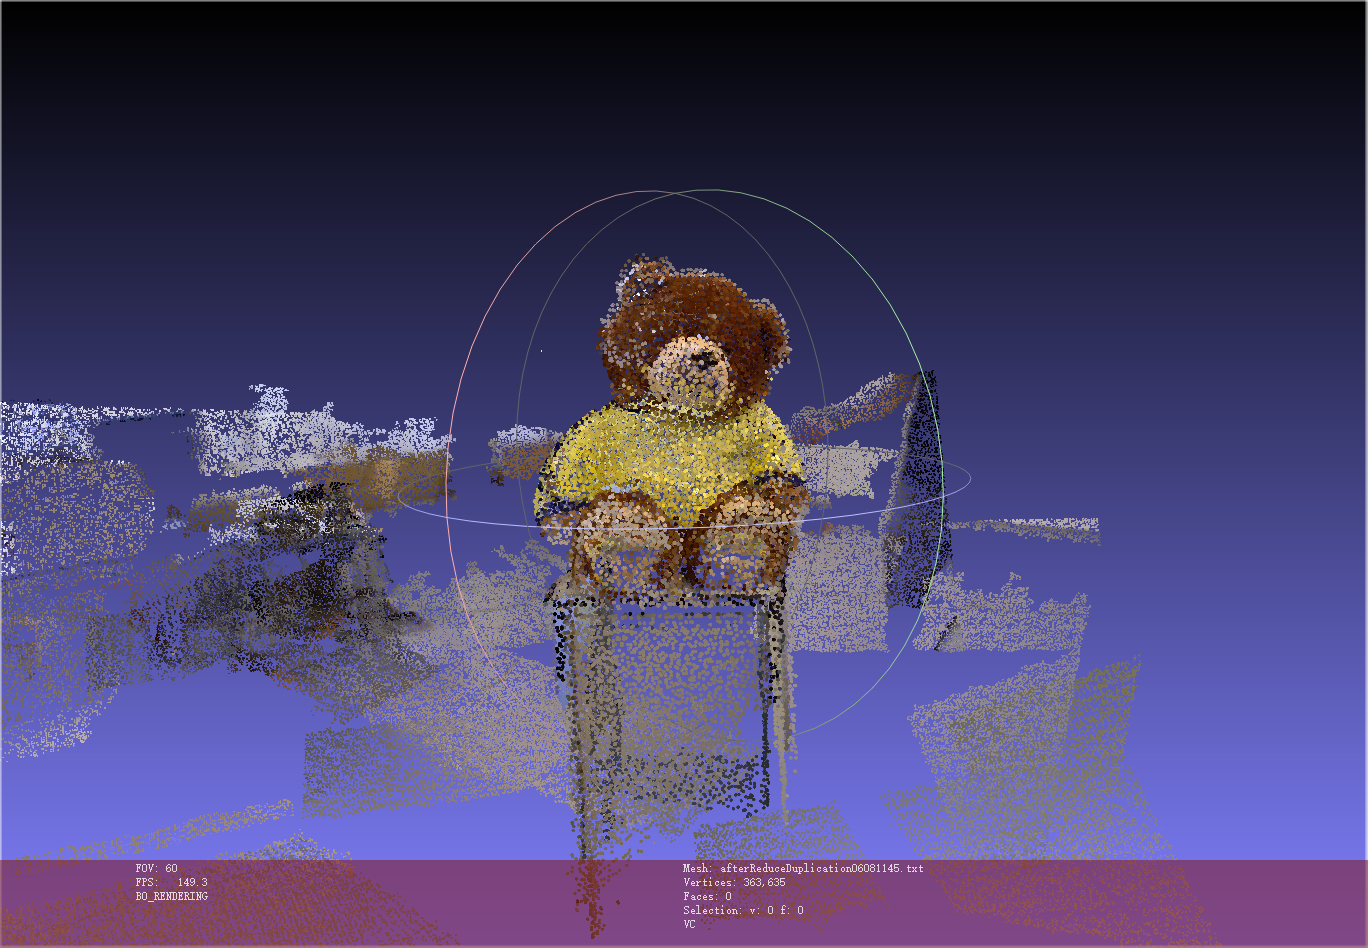 FOV: 60
FPS: 149.3
BO_RENDERING
Mesh: afterReduceDuplication06081145.txt
Vertices: 363,635
Faces: 0
Selection: v: 0 f: 0
VC